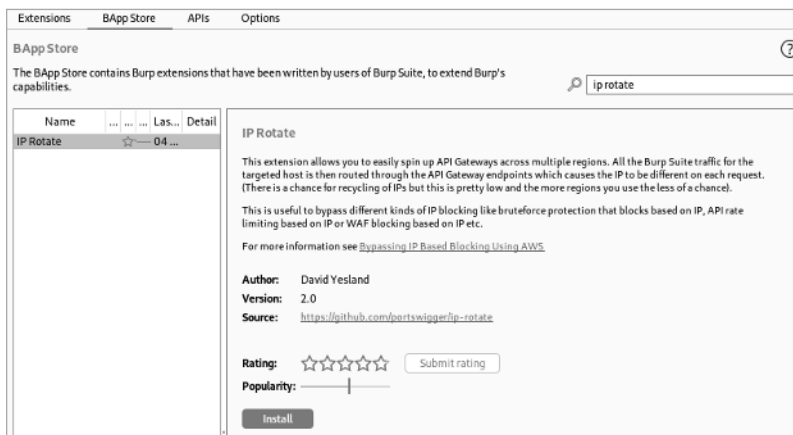 Extensions BApp Store APIs Options
BApp Store
The BApp Store contains Burp extensions that have been written by users of Burp Suite, to extend Burp's
capabilities.
ip rotate
Name ... ... ... Las... Detail
IP Rotate 04 ...
IP Rotate
This extension allows you to easily spin up API Gateways across multiple regions. All the Burp Suite traffic for the
targeted host is then routed through the API Gateway endpoints which causes the IP to be different on each request.
(There is a chance for recycling of IPs but this is pretty low and the more regions you use the less of a chance).
This is useful to bypass different kinds of IP blocking like bruteforce protection that blocks based on IP, API rate
limiting based on IP or WAF blocking based on IP etc.
For more information see Bypassing IP Based Blocking Using AWS
Author: David Yesland
Version: 2.0
Source: https://github.com/portswigger/ip-rotate
Rating: Submit rating
Popularity:
Install